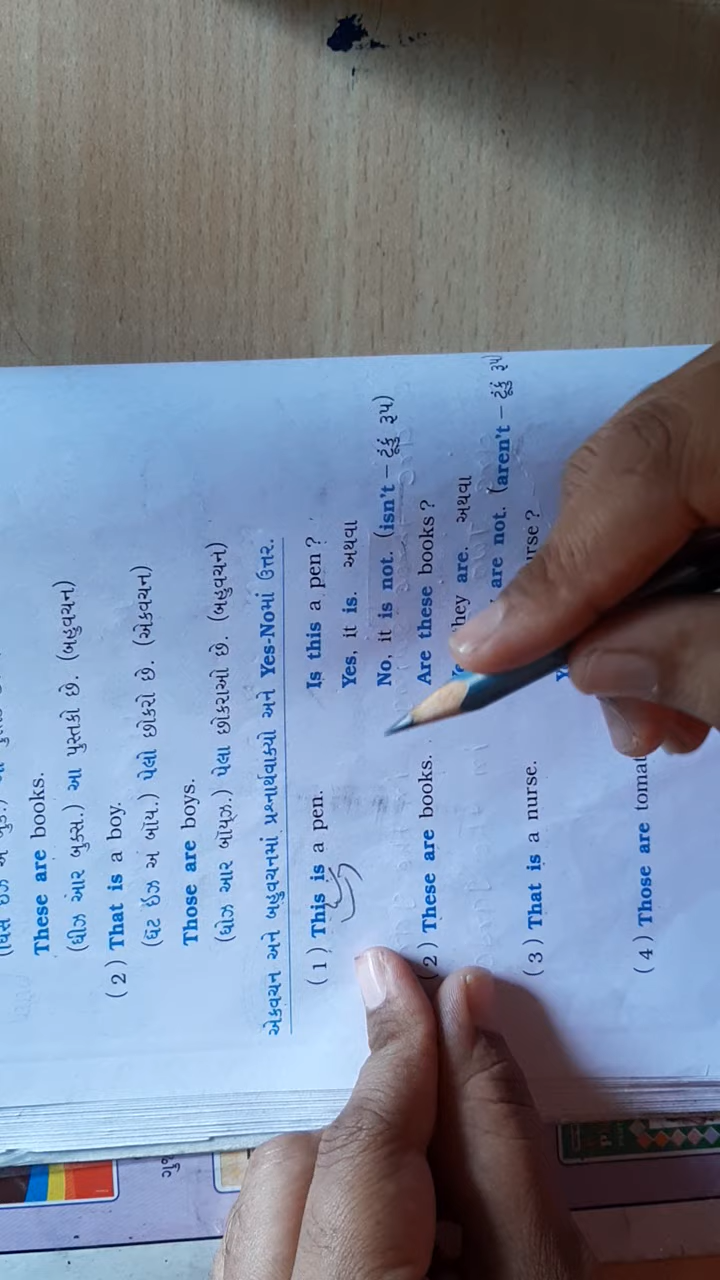 These are books.
(ધીઝ આર બુક્સ.) આ પુસ્તકો છે. (બહુવચન)
(2) That is a boy.
(ધૅટ ઇઝ અ બૉય.) પેલો છોકરો છે. (એકવચન)
Those are boys.
(ધોઝ આર બૉય્ઝ.) પેલા છોકરાઓ છે. (બહુવચન)
એકવચન અને બહુવચનમાં પ્રશ્નાર્થવાક્યો અને Yes-Noમાં ઉત્તર.
(1) This is a pen. Is this a pen?
Yes, it is. અથવા
No, it is not. (isn't – ટૂંકું રૂપ)
(2) These are books. Are these books?
they are. અથવા
are not. (aren't – ટૂંકું રૂપ)
(3) That is a nurse.
(4) Those are